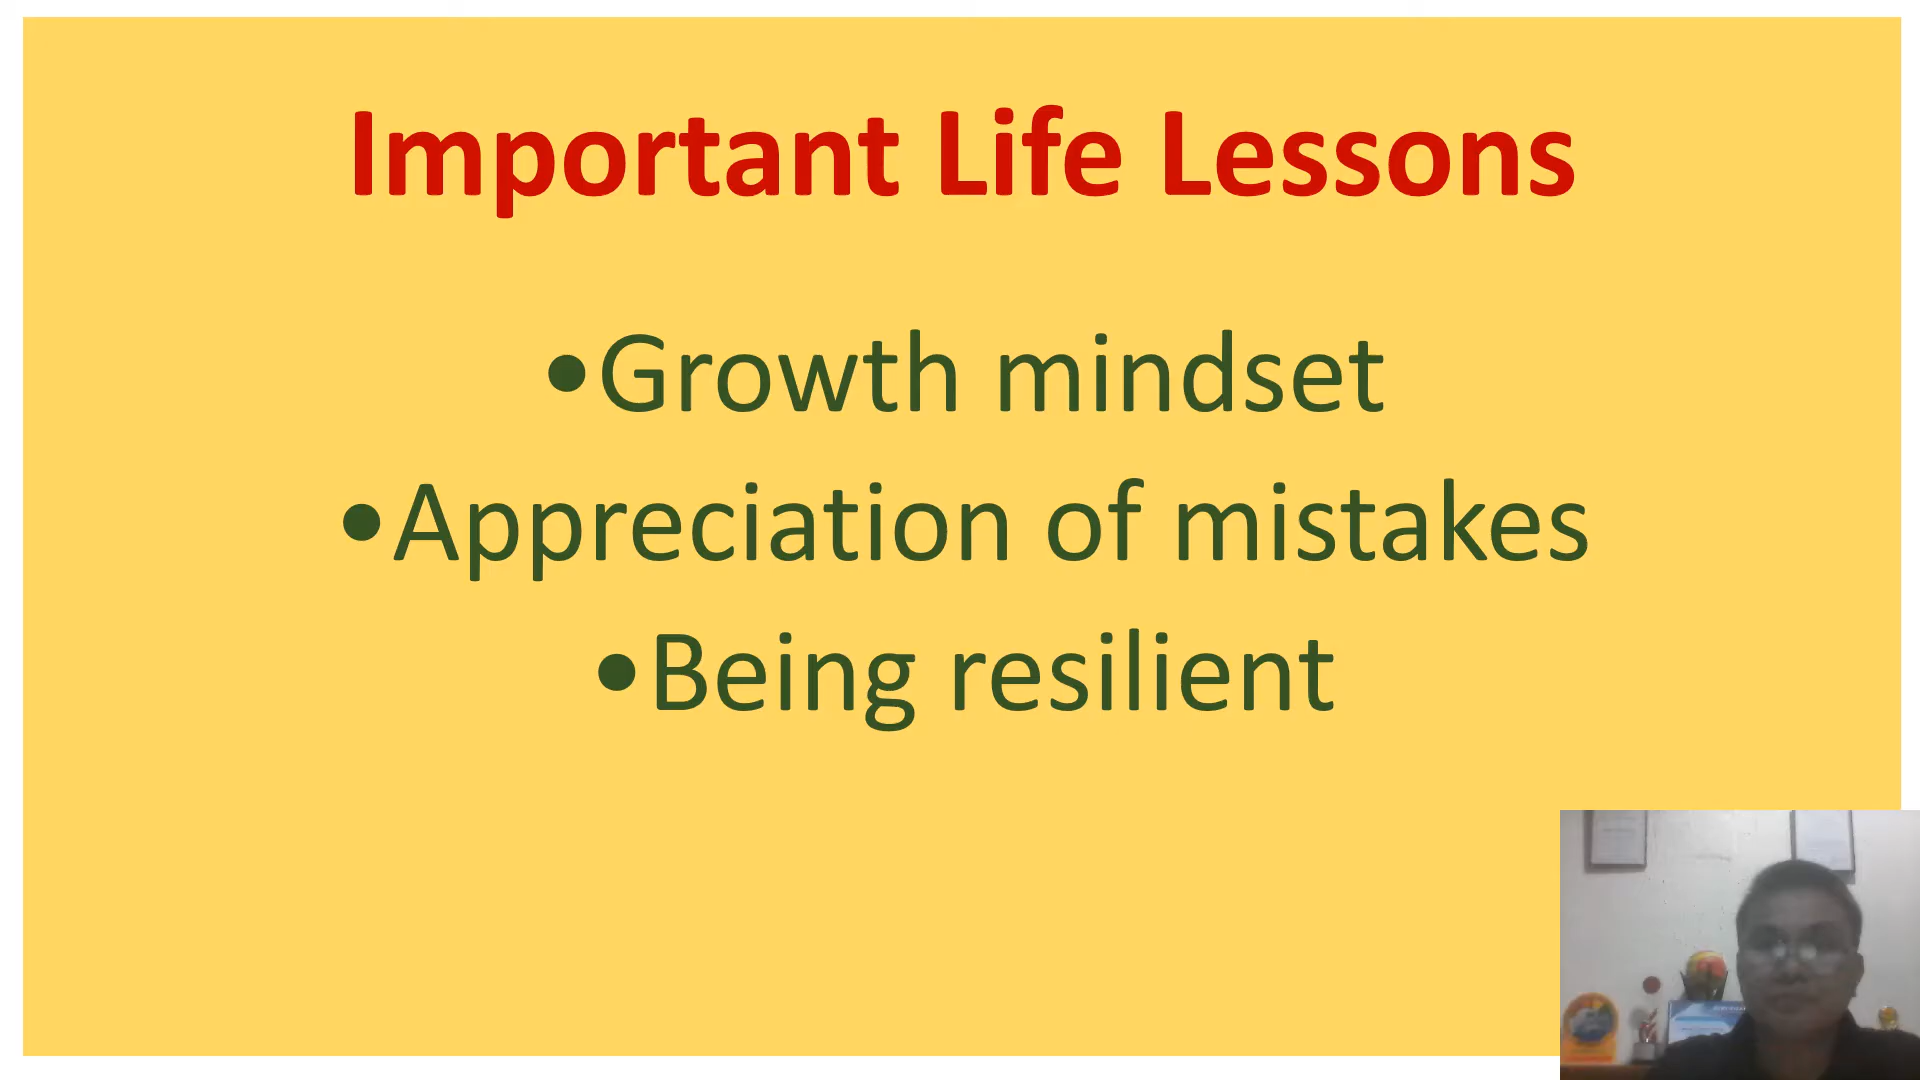 Important Life Lessons
•Growth mindset
•Appreciation of mistakes
•Being resilient